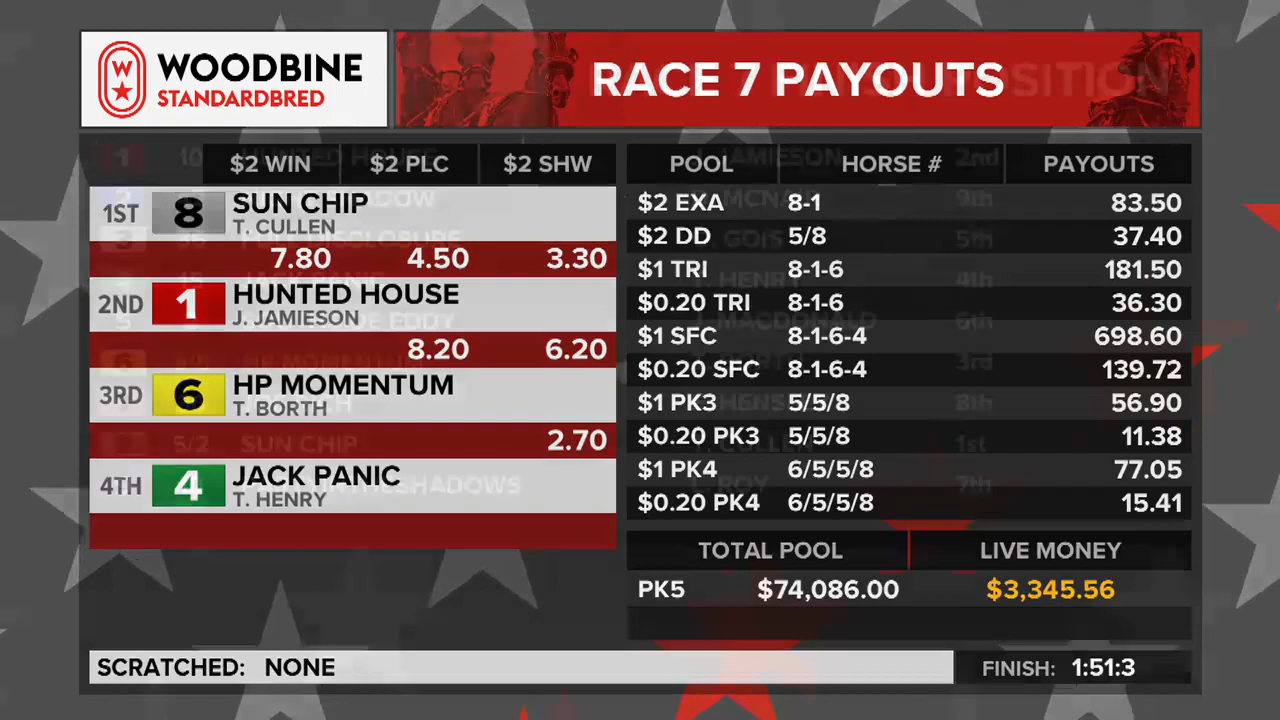 WOODBINE
STANDARDBRED
RACE 7 PAYOUTS
$2 WIN $2 PLC $2 SHW
1ST 8 SUN CHIP
T. CULLEN
7.80 4.50 3.30
2ND 1 HUNTED HOUSE
J. JAMIESON
8.20 6.20
3RD 6 HP MOMENTUM
T. BORTH
2.70
4TH 4 JACK PANIC
T. HENRY
POOL HORSE # PAYOUTS
$2 EXA 8-1 83.50
$2 DD 5/8 37.40
$1 TRI 8-1-6 181.50
$0.20 TRI 8-1-6 36.30
$1 SFC 8-1-6-4 698.60
$0.20 SFC 8-1-6-4 139.72
$1 PK3 5/5/8 56.90
$0.20 PK3 5/5/8 11.38
$1 PK4 6/5/5/8 77.05
$0.20 PK4 6/5/5/8 15.41
TOTAL POOL LIVE MONEY
PK5 $74,086.00 $3,345.56
SCRATCHED: NONE
FINISH: 1:51:3